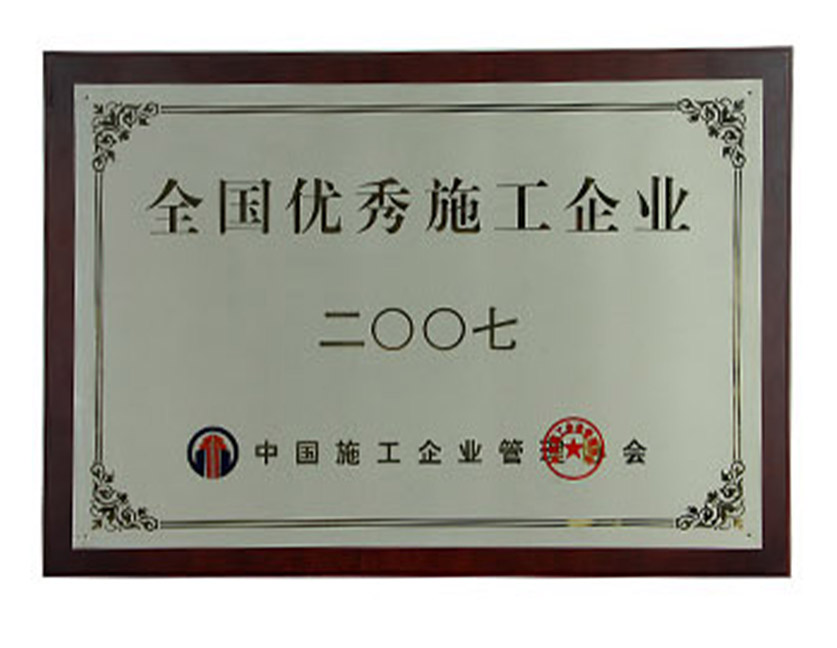 全国优秀施工企业
二〇〇七
中国施工企业管理 会